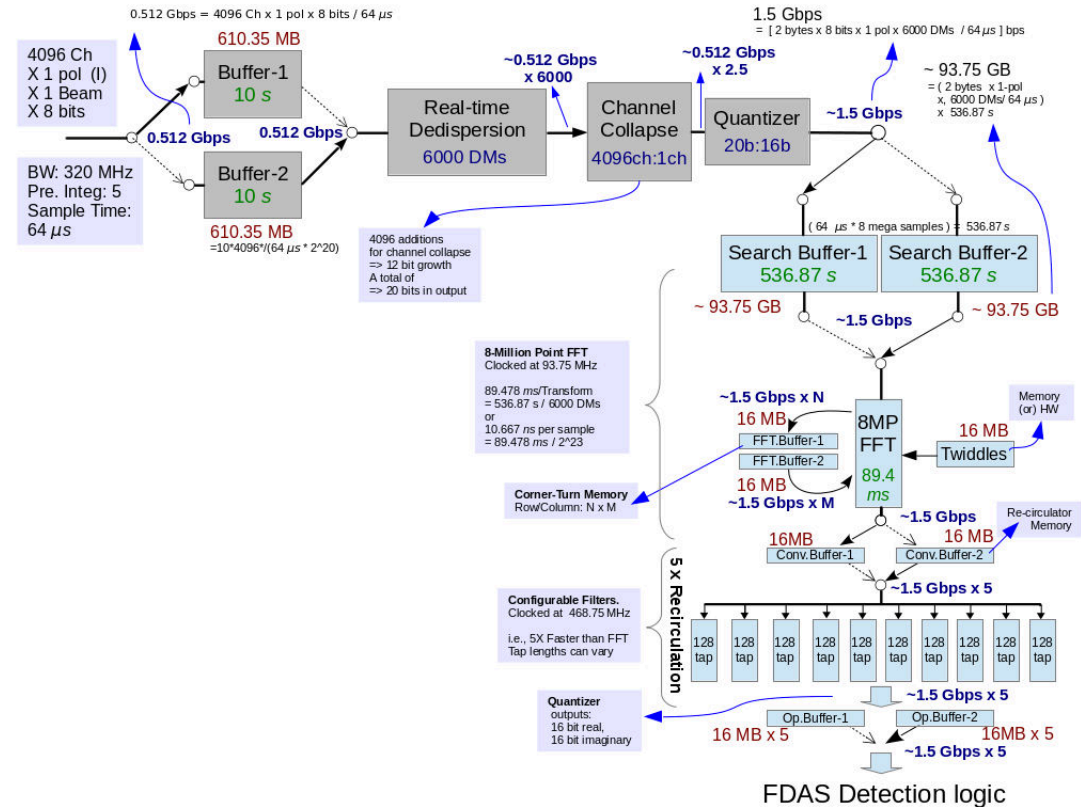 0.512 Gbps = 4096 Ch x 1 pol x 8 bits / 64 µs
4096 Ch
X 1 pol (I)
X 1 Beam
X 8 bits
610.35 MB
Buffer-1
10 s
0.512 Gbps
0.512 Gbps
BW: 320 MHz
Pre. Integ: 5
Sample Time:
64 µs
Buffer-2
10 s
610.35 MB
=10*4096*/(64 µs * 2^20)
Real-time
Dedispersion
6000 DMs
~0.512 Gbps
x 6000
Channel
Collapse
4096ch:1ch
~0.512 Gbps
x 2.5
Quantizer
20b:16b
1.5 Gbps
= [ 2 bytes x 8 bits x 1 pol x 6000 DMs / 64 µs ] bps
~1.5 Gbps
~ 93.75 GB
= ( 2 bytes x 1-pol
x, 6000 DMs/ 64 µs )
x 536.87 s
4096 additions
for channel collapse
=> 12 bit growth
A total of
=> 20 bits in output
( 64 µs * 8 mega samples ) = 536.87 s
Search Buffer-1
536.87 s
Search Buffer-2
536.87 s
~ 93.75 GB
~1.5 Gbps
~ 93.75 GB
8-Million Point FFT
Clocked at 93.75 MHz
89.478 ms/Transform
= 536.87 s / 6000 DMs
or
10.667 ns per sample
= 89.478 ms / 2^23
~1.5 Gbps x N
16 MB
FFT.Buffer-1
FFT.Buffer-2
16 MB
~1.5 Gbps x M
8MP
FFT
89.4
ms
16 MB
Twiddles
Memory
(or) HW
Corner-Turn Memory
Row/Column: N x M
~1.5 Gbps
16MB
Conv.Buffer-1
16 MB
Conv.Buffer-2
Re-circulator
Memory
~1.5 Gbps x 5
5 x Recirculation
Configurable Filters.
Clocked at 468.75 MHz
i.e., 5X Faster than FFT
Tap lengths can vary
128
tap
128
tap
128
tap
128
tap
128
tap
128
tap
128
tap
128
tap
128
tap
128
tap
~1.5 Gbps x 5
Quantizer
outputs:
16 bit real,
16 bit imaginary
Op.Buffer-1
Op.Buffer-2
16 MB x 5
16MB x 5
~1.5 Gbps x 5
FDAS Detection logic